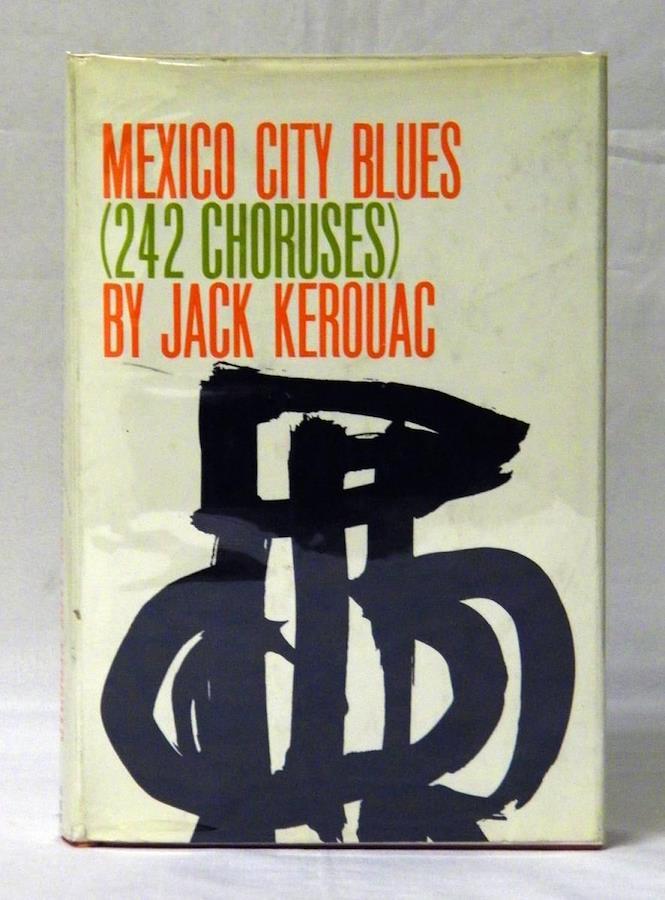 MEXICO CITY BLUES
(242 CHORUSES)
BY JACK KEROUAC